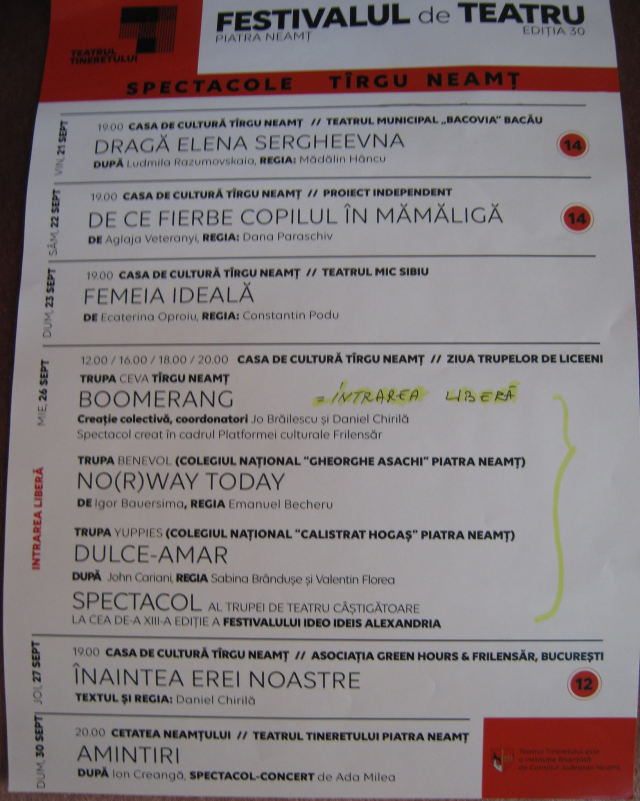 TEATRUL
TINERETULUI
FESTIVALUL de TEATRU
PIATRA NEAMȚ
EDIȚIA 30
SPECTACOLE TÎRGU NEAMȚ
VIN, 21 SEPT
19.00 CASA DE CULTURĂ TÎRGU NEAMȚ // TEATRUL MUNICIPAL „BACOVIA” BACĂU
DRAGĂ ELENA SERGHEEVNA
14
DUPĂ Ludmila Razumovskaia, REGIA: Mădălin Hâncu
SÂM, 22 SEPT
19.00 CASA DE CULTURĂ TÎRGU NEAMȚ // PROIECT INDEPENDENT
DE CE FIERBE COPILUL ÎN MĂMĂLIGĂ
14
DE Aglaja Veteranyi, REGIA: Dana Paraschiv
DUM, 23 SEPT
19.00 CASA DE CULTURĂ TÎRGU NEAMȚ // TEATRUL MIC SIBIU
FEMEIA IDEALĂ
DE Ecaterina Oproiu, REGIA: Constantin Podu
MIE, 26 SEPT
INTRAREA LIBERĂ
12.00 / 16.00 / 18.00 / 20.00 CASA DE CULTURĂ TÎRGU NEAMȚ // ZIUA TRUPELOR DE LICEENI
TRUPA CEVA TÎRGU NEAMȚ
BOOMERANG = INTRAREA LIBERĂ
Creație colectivă, coordonatori Jo Brăilescu și Daniel Chirilă
Spectacol creat în cadrul Platformei culturale Frilensăr
TRUPA BENEVOL (COLEGIUL NAȚIONAL "GHEORGHE ASACHI" PIATRA NEAMȚ)
NO(R)WAY TODAY
DE Igor Bauersima, REGIA Emanuel Becheru
TRUPA YUPPIES (COLEGIUL NAȚIONAL "CALISTRAT HOGAȘ" PIATRA NEAMȚ)
DULCE-AMAR
DUPĂ John Cariani, REGIA Sabina Brândușe și Valentin Florea
SPECTACOL AL TRUPEI DE TEATRU CÂȘTIGĂTOARE
LA CEA DE-A XIII-A EDIȚIE A FESTIVALULUI IDEO IDEIS ALEXANDRIA
JOI, 27 SEPT
19.00 CASA DE CULTURĂ TÎRGU NEAMȚ // ASOCIAȚIA GREEN HOURS & FRILENSĂR, BUCUREȘTI
ÎNAINTEA EREI NOASTRE
12
TEXTUL ȘI REGIA: Daniel Chirilă
DUM, 30 SEPT
20.00 CETATEA NEAMȚULUI // TEATRUL TINERETULUI PIATRA NEAMȚ
AMINTIRI
DUPĂ Ion Creangă, SPECTACOL-CONCERT de Ada Milea
Teatrul Tineretului este
o instituție finanțată
de Consiliul Județean Neamț